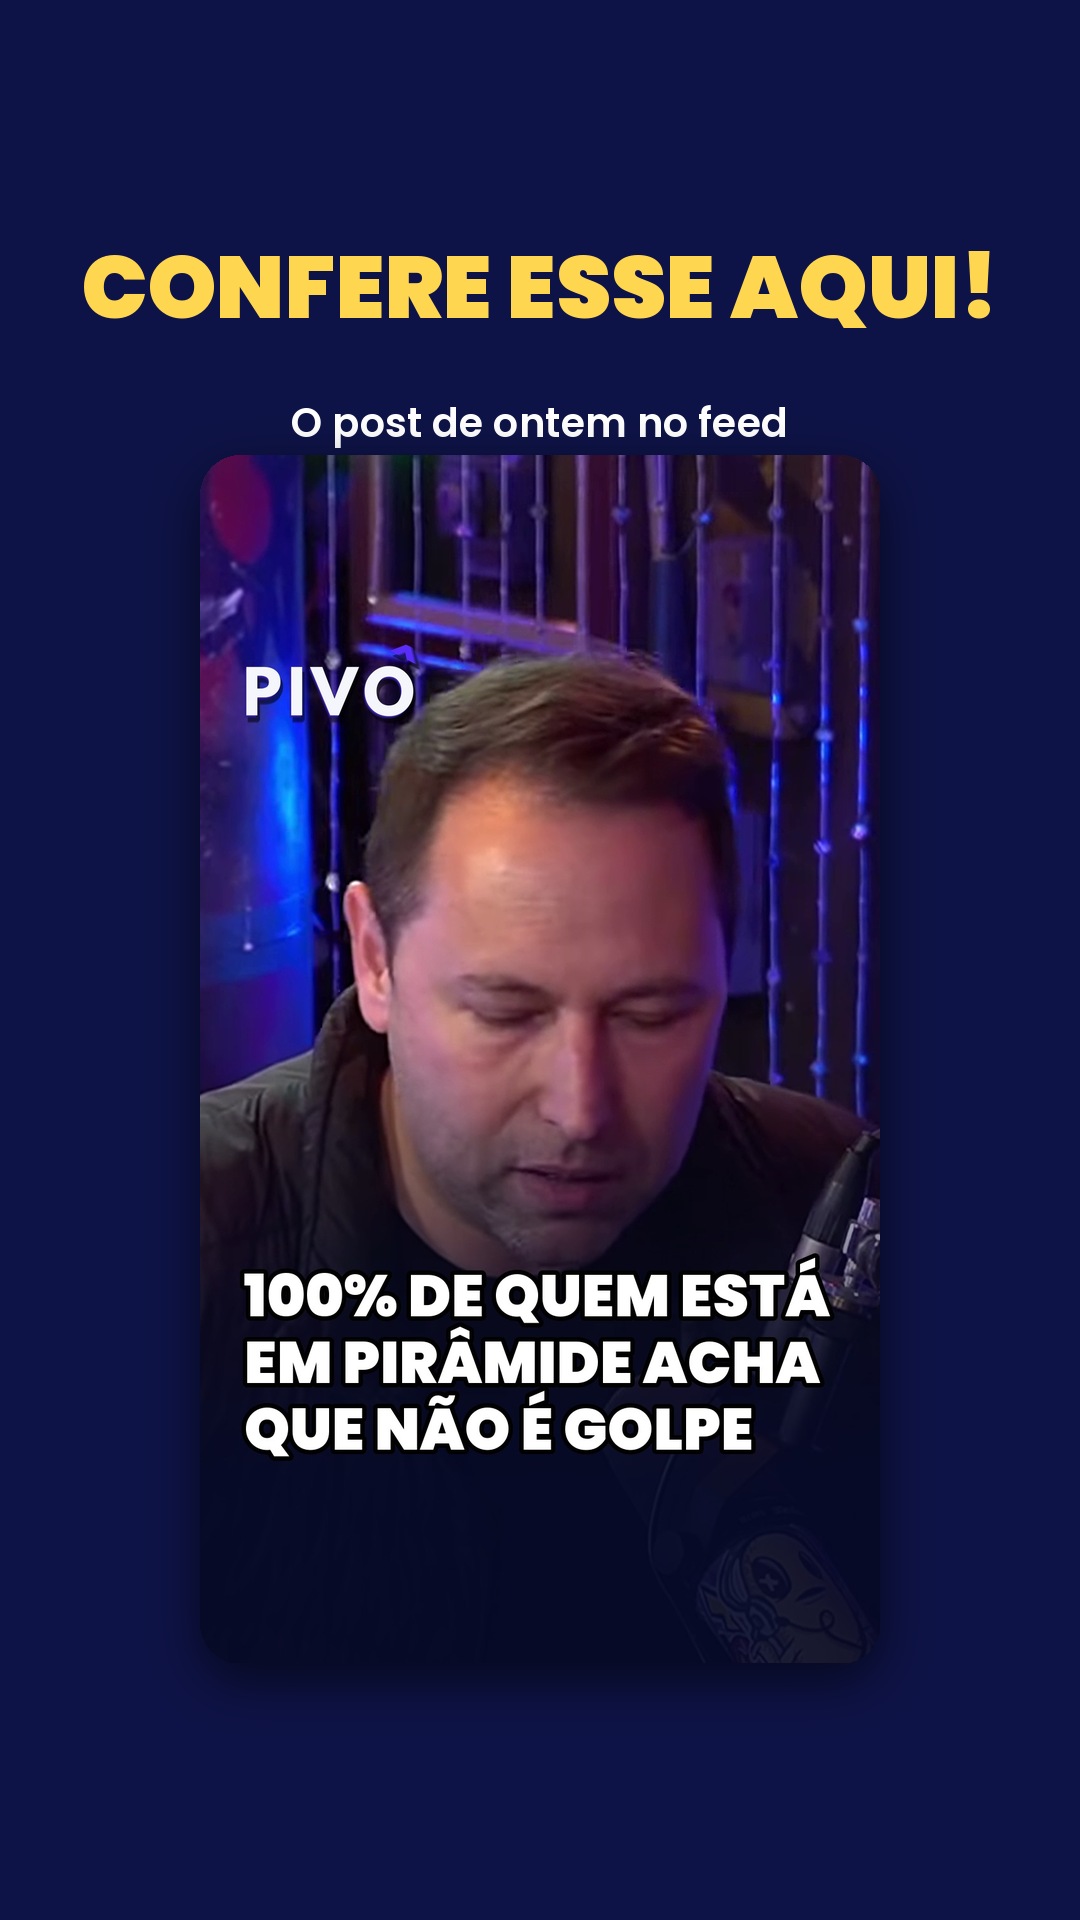 CONFERE ESSE AQUI!
O post de ontem no feed
PIVÔ
100% DE QUEM ESTÁ
EM PIRÂMIDE ACHA
QUE NÃO É GOLPE